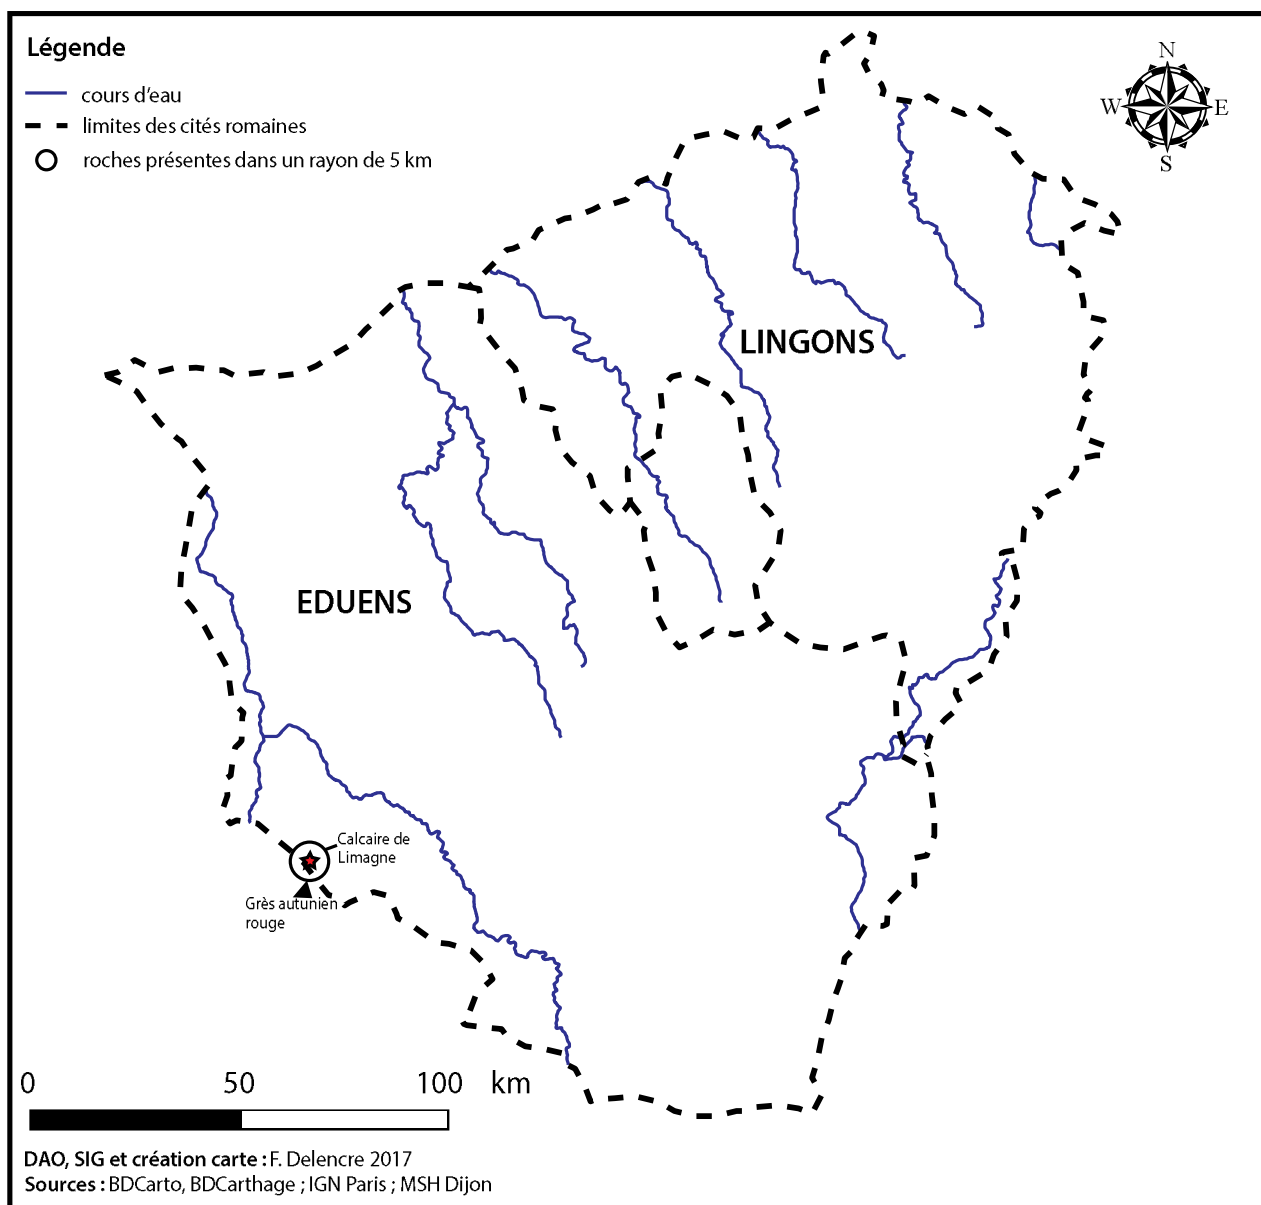 Légende
cours d'eau
limites des cités romaines
roches présentes dans un rayon de 5 km
N
W
E
S
LINGONS
EDUENS
Calcaire de
Limagne
Grès autunien
rouge
0 50 100 km
DAO, SIG et création carte : F. Delencre 2017
Sources : BDCarto, BDCarthage ; IGN Paris ; MSH Dijon